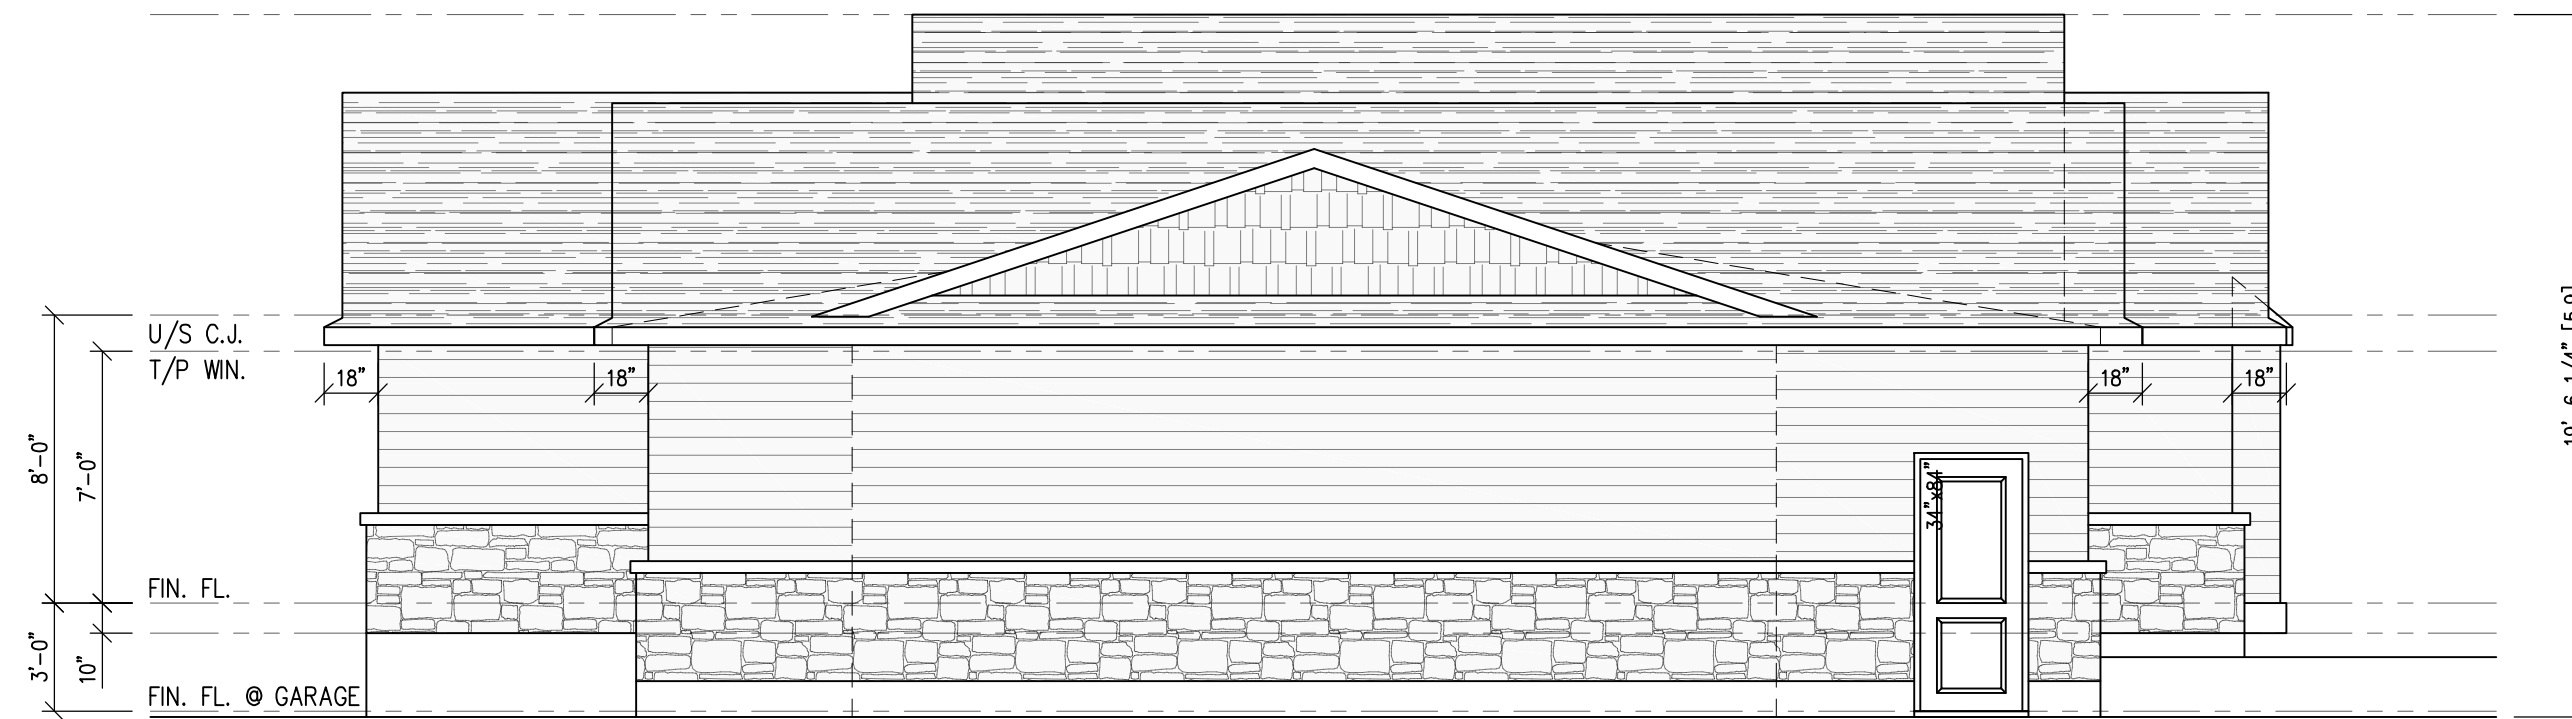 U/S C.J.
T/P WIN.
18" 18" 18" 18"
8'-0"
7'-0"
34"x84"
FIN. FL.
3'-0"
10"
FIN. FL. @ GARAGE